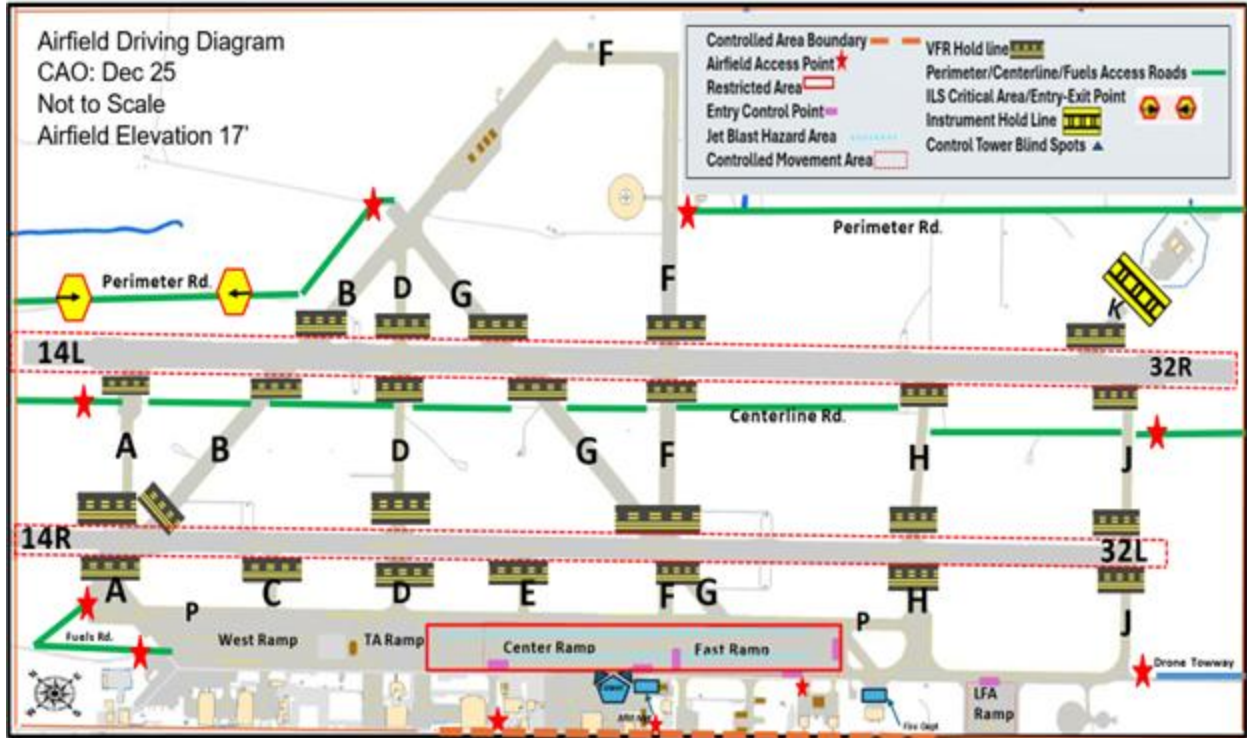 Airfield Driving Diagram
CAO: Dec 25
Not to Scale
Airfield Elevation 17'
Controlled Area Boundary
Airfield Access Point
Restricted Area
Entry Control Point
Jet Blast Hazard Area
Controlled Movement Area
VFR Hold line
Perimeter/Centerline/Fuels Access Roads
ILS Critical Area/Entry-Exit Point
Instrument Hold Line
Control Tower Blind Spots
F
Perimeter Rd.
Perimeter Rd.
B
D
G
F
K
14L
32R
Centerline Rd.
A
B
D
G
F
H
J
14R
32L
A
P
C
D
E
F
G
P
H
J
Fuels Rd.
West Ramp
TA Ramp
Center Ramp
East Ramp
Drone Towway
LFA
Ramp
Fire Dept